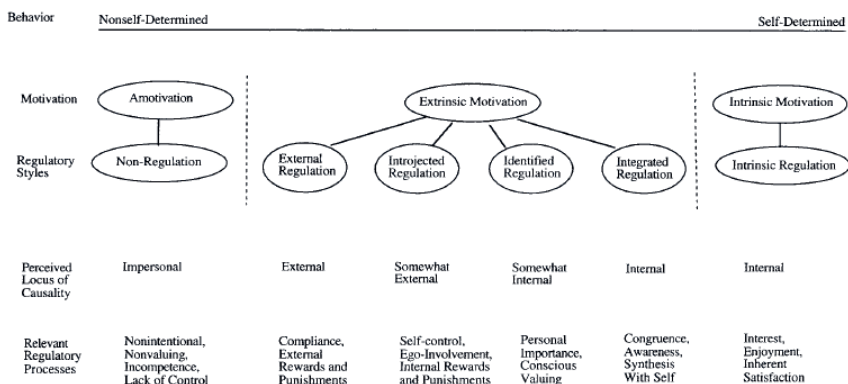 Behavior Nonself-Determined Self-Determined
Motivation Amotivation Extrinsic Motivation Intrinsic Motivation
Regulatory
Styles
Non-Regulation
External
Regulation
Introjected
Regulation
Identified
Regulation
Integrated
Regulation
Intrinsic Regulation
Perceived
Locus of
Causality
Impersonal
External
Somewhat
External
Somewhat
Internal
Internal
Internal
Relevant
Regulatory
Processes
Nonintentional,
Nonvaluing,
Incompetence,
Lack of Control
Compliance,
External
Rewards and
Punishments
Self-control,
Ego-Involvement,
Internal Rewards
and Punishments
Personal
Importance,
Conscious
Valuing
Congruence,
Awareness,
Synthesis
With Self
Interest,
Enjoyment,
Inherent
Satisfaction